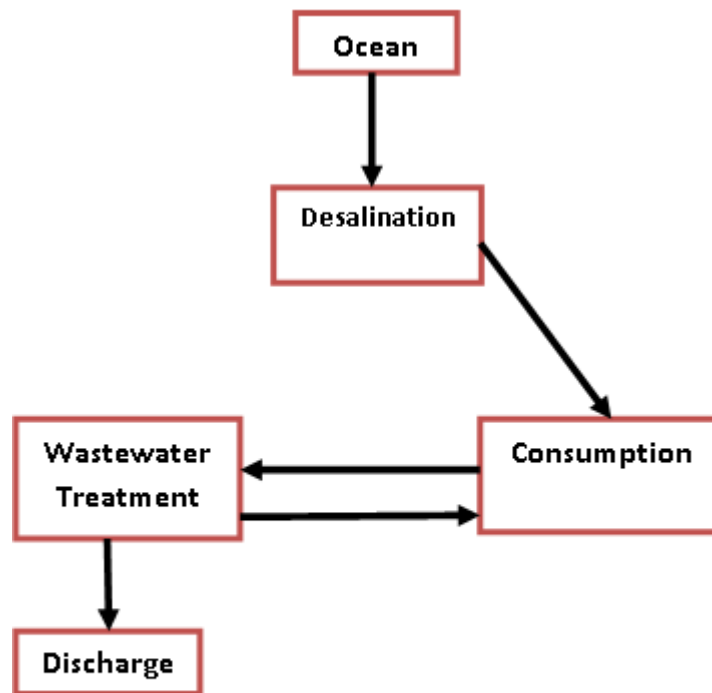 Ocean
Desalination
Consumption
Wastewater
Treatment
Discharge